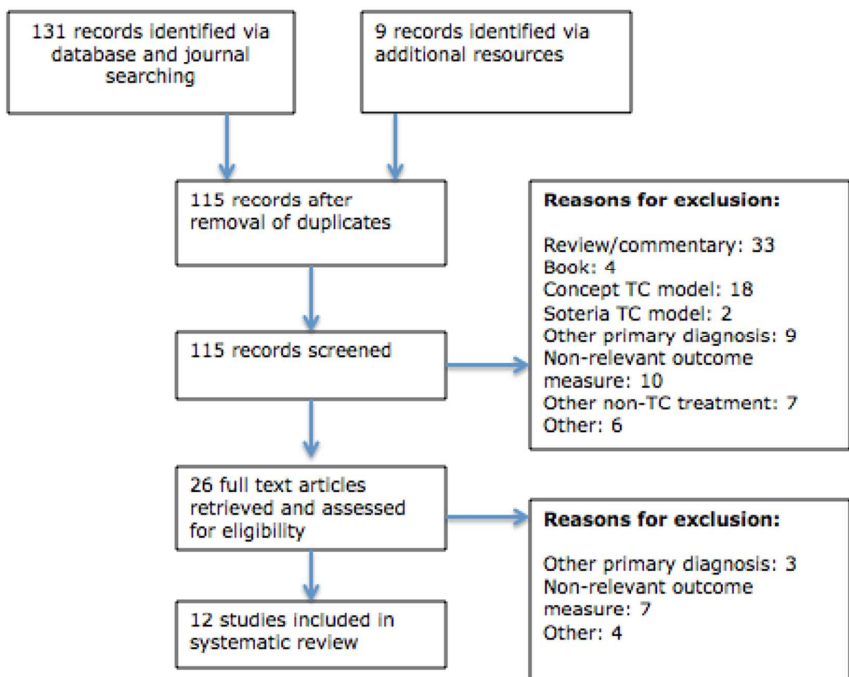 131 records identified via
database and journal
searching
9 records identified via
additional resources
115 records after
removal of duplicates
115 records screened
Reasons for exclusion:
Review/commentary: 33
Book: 4
Concept TC model: 18
Soteria TC model: 2
Other primary diagnosis: 9
Non-relevant outcome
measure: 10
Other non-TC treatment: 7
Other: 6
26 full text articles
retrieved and assessed
for eligibility
Reasons for exclusion:
Other primary diagnosis: 3
Non-relevant outcome
measure: 7
Other: 4
12 studies included in
systematic review